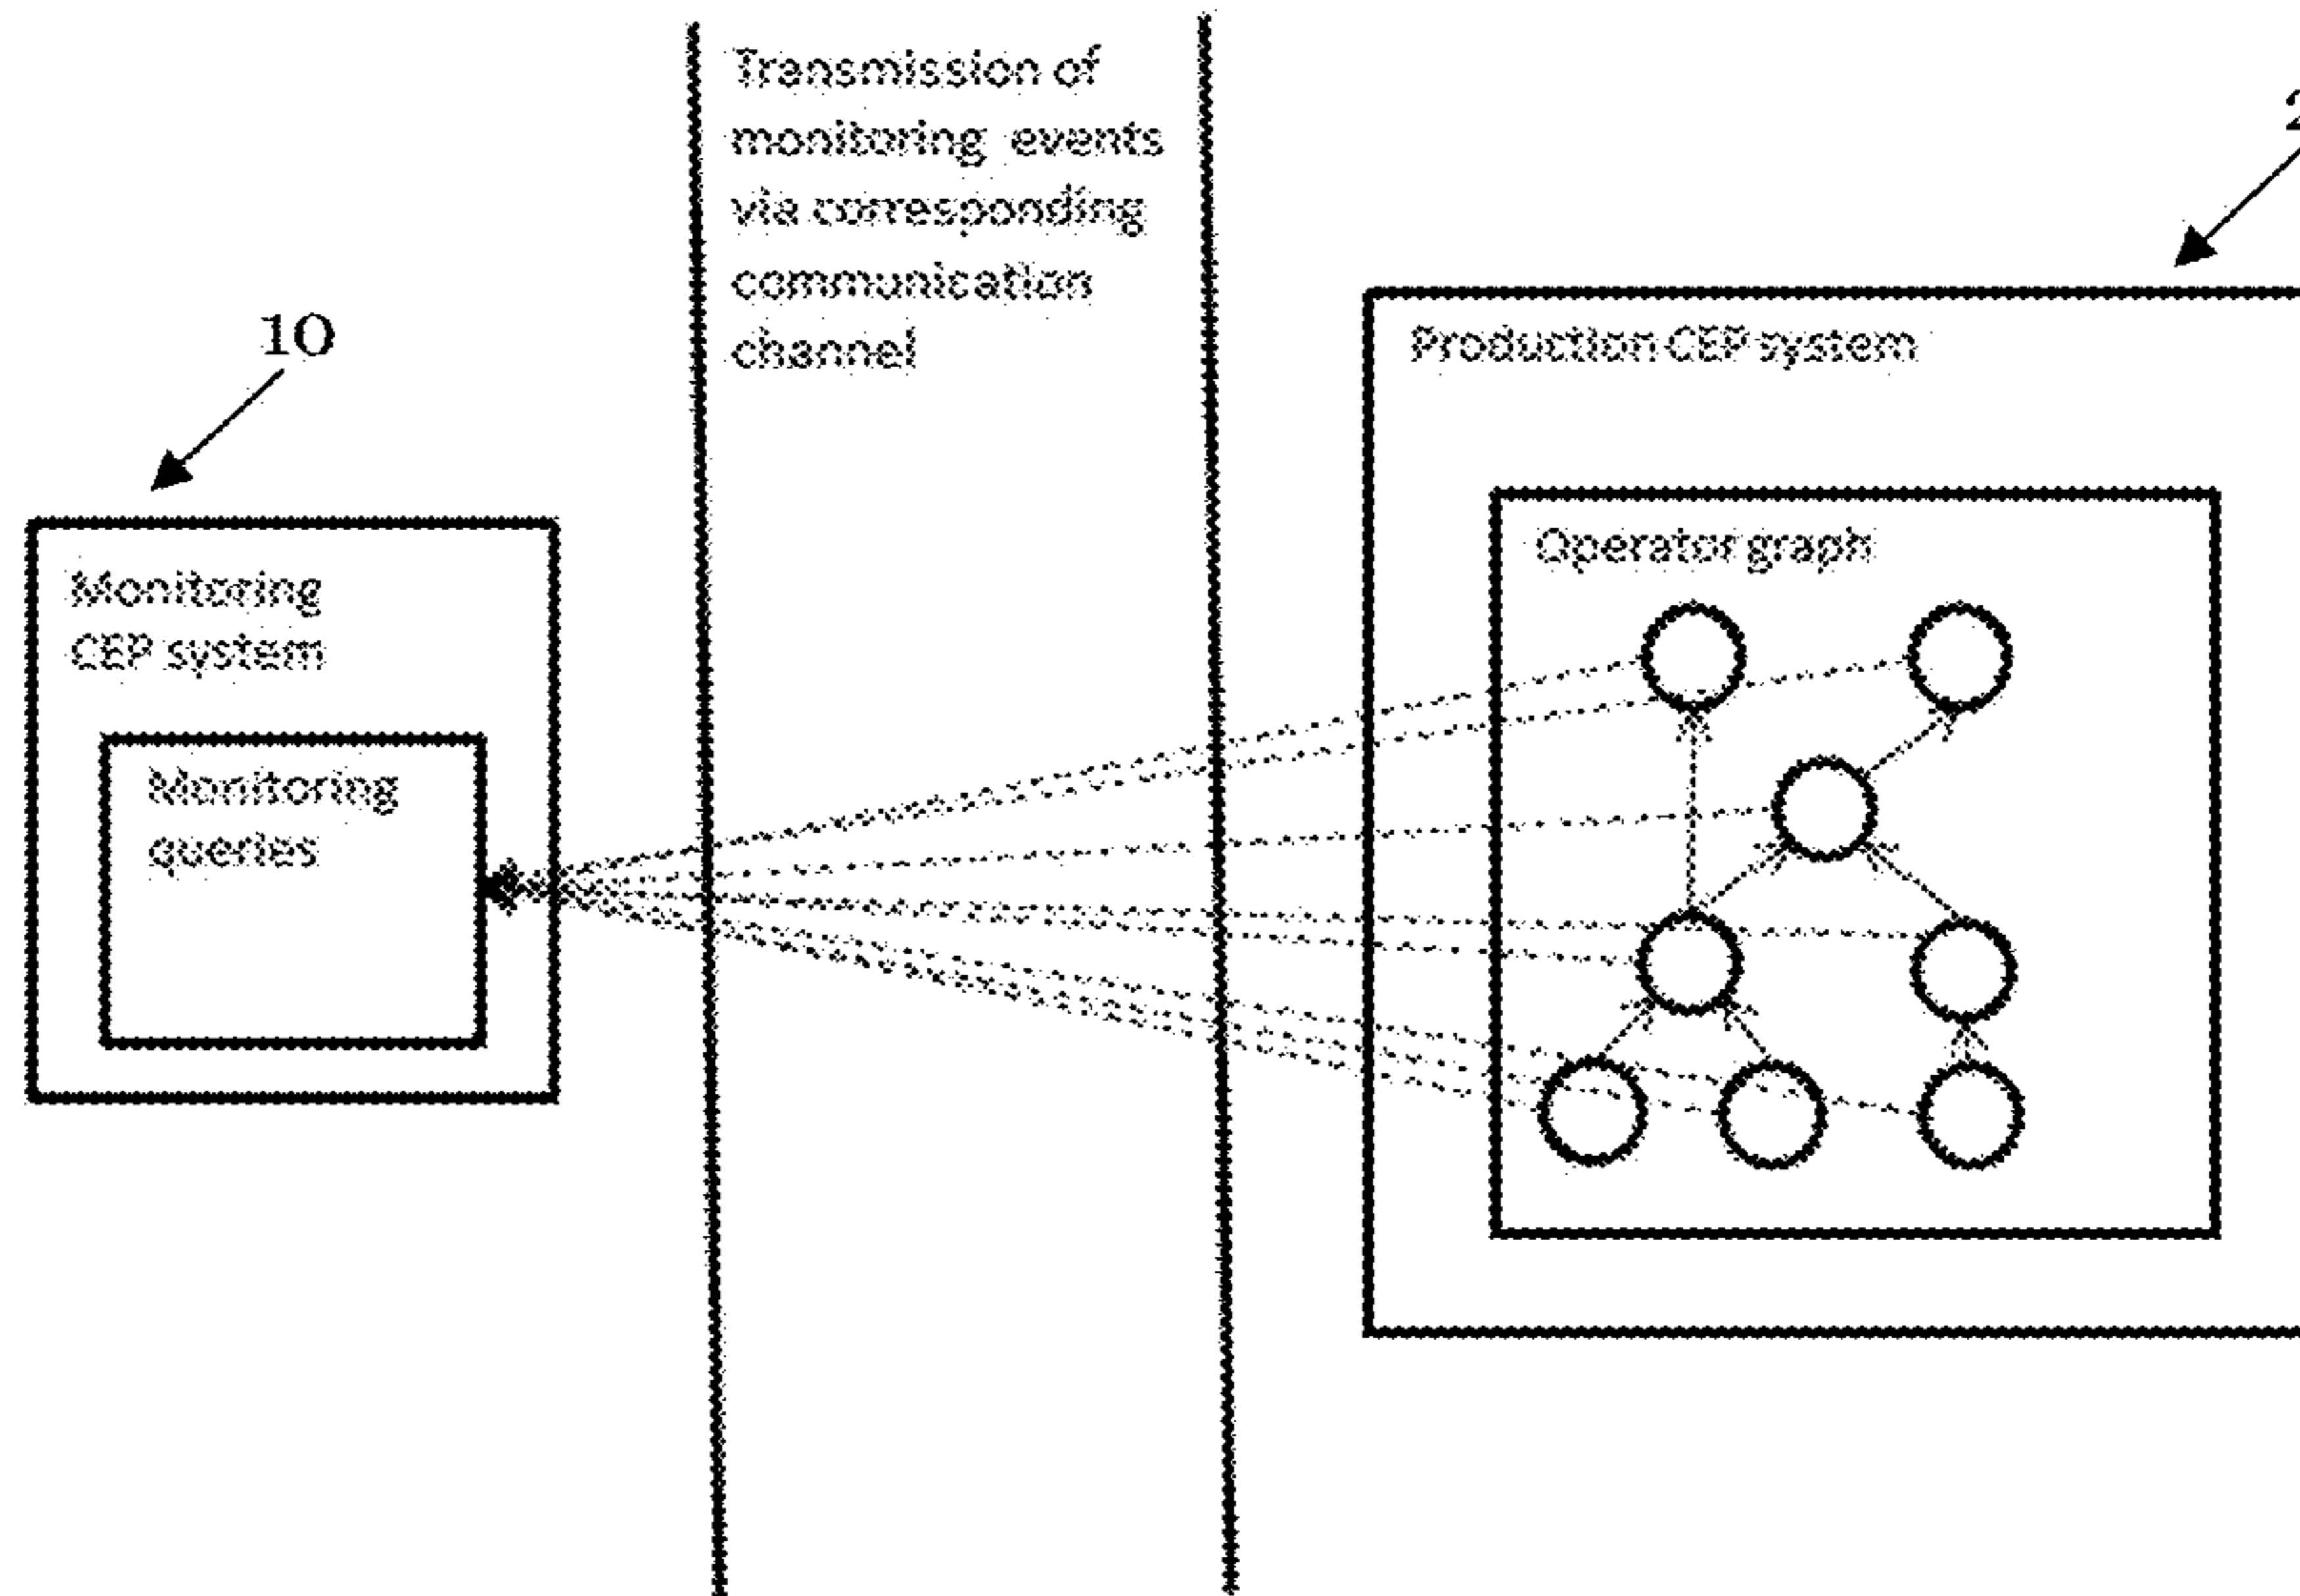 Transmission of
monitoring events
via corresponding
communication
channel
10
Monitoring
CEP system
Monitoring
queries
Production CEP system
Operator graph